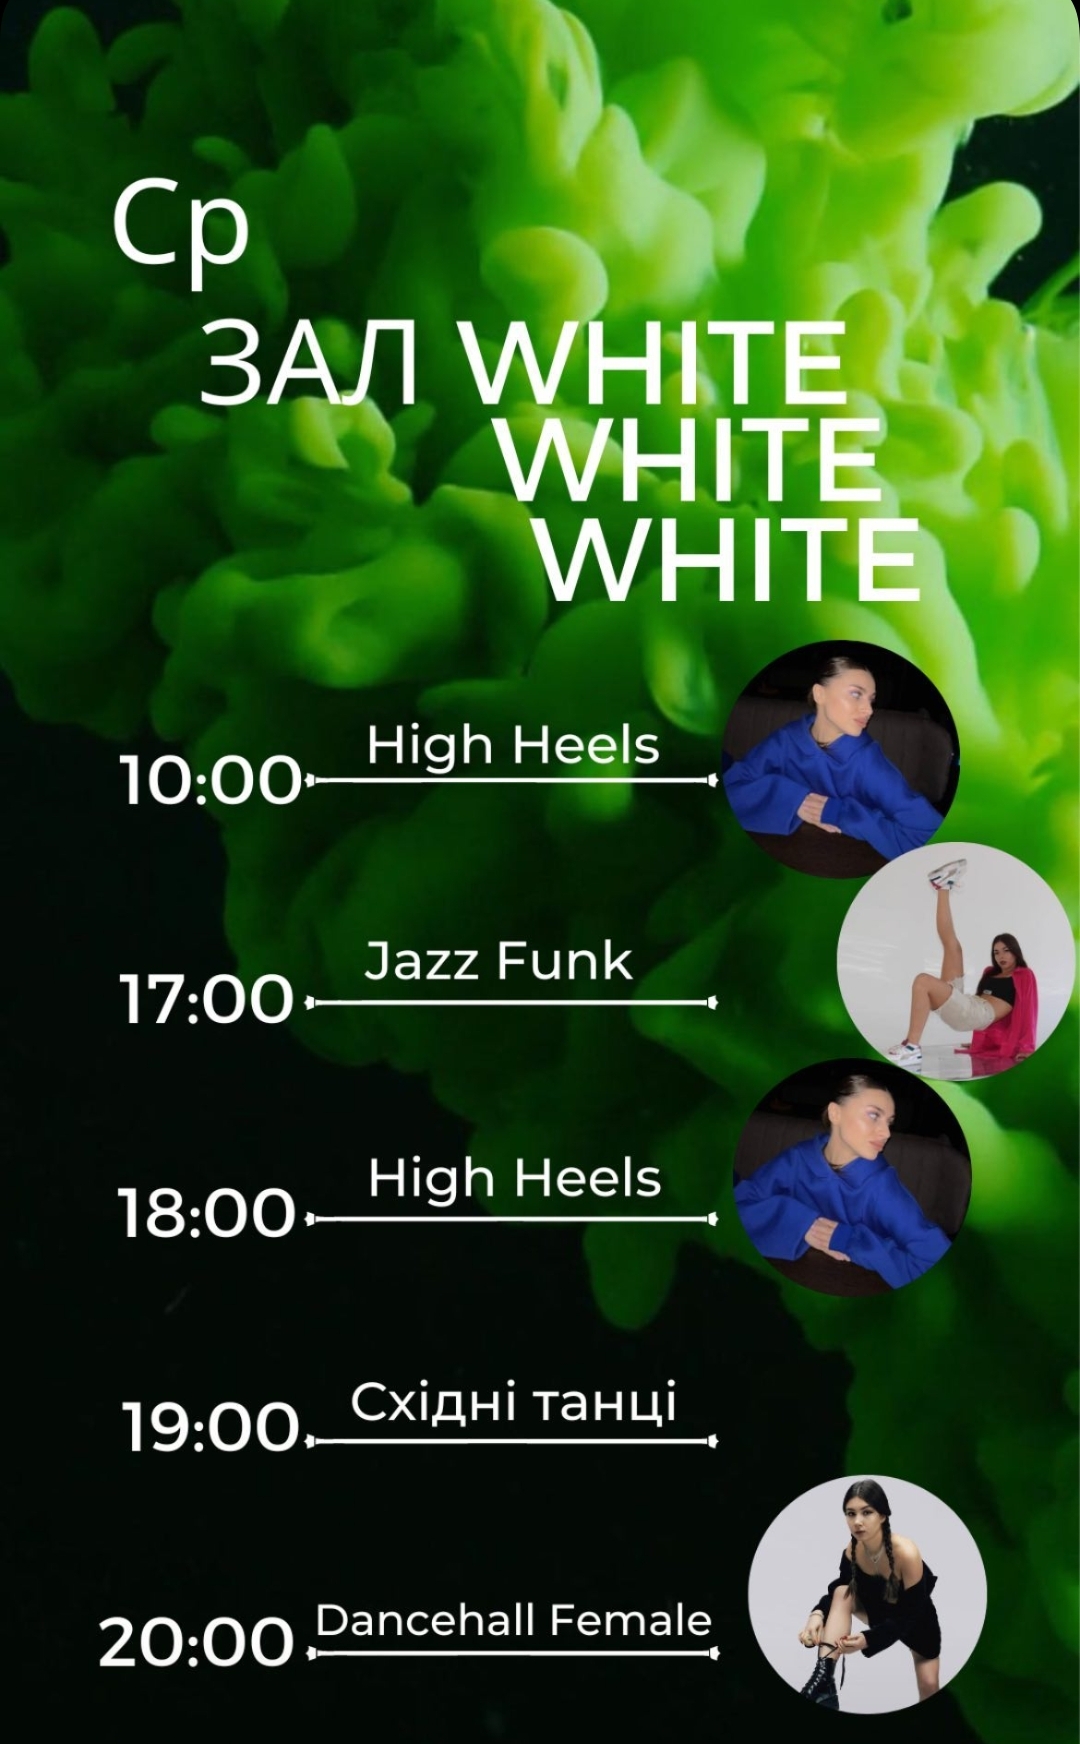 Ср
ЗАЛ WHITE
WHITE
WHITE
10:00 High Heels
17:00 Jazz Funk
18:00 High Heels
19:00 Східні танці
20:00 Dancehall Female